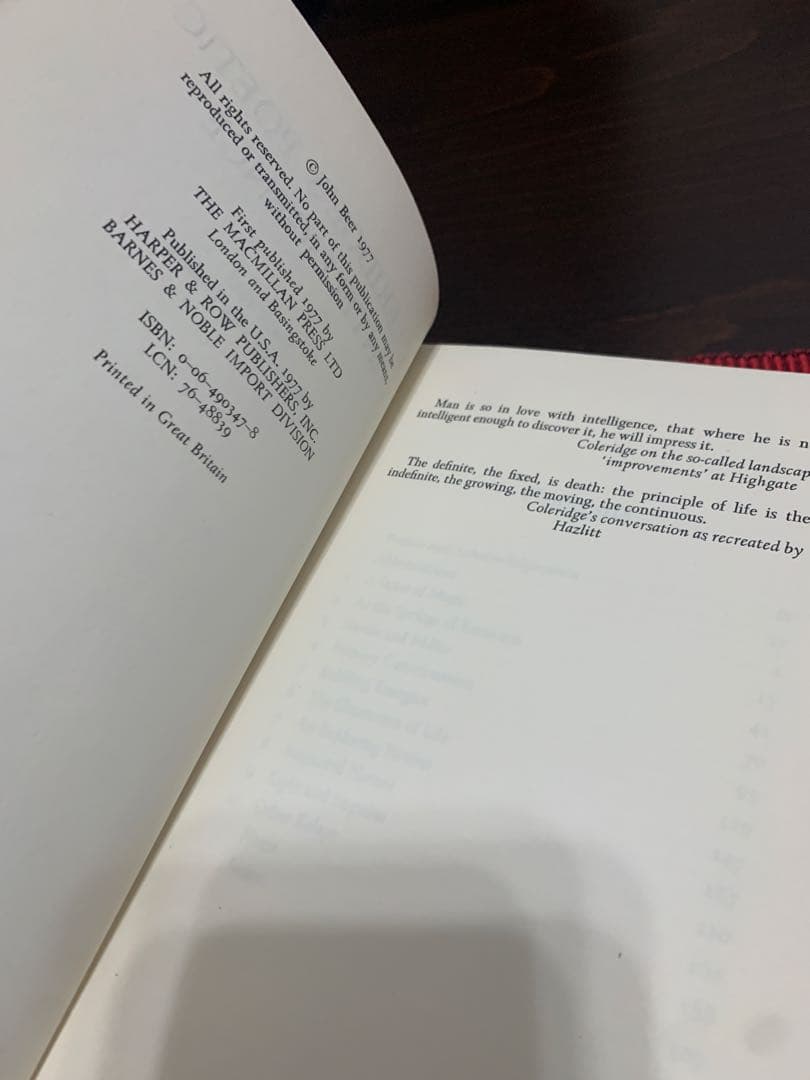 © John Beer 1977
All rights reserved. No part of this publication may be
reproduced or transmitted, in any form or by any means,
without permission
First published 1977 by
THE MACMILLAN PRESS LTD
London and Basingstoke
Published in the U.S.A. 1977 by
HARPER & ROW PUBLISHERS, INC.
BARNES & NOBLE IMPORT DIVISION
ISBN: 0-06-490347-8
LCN: 76-48839
Printed in Great Britain
Man is so in love with intelligence, that where he is n
intelligent enough to discover it, he will impress it.
Coleridge on the so-called landscap
'improvements' at Highgate
The definite, the fixed, is death: the principle of life is the
indefinite, the growing, the moving, the continuous.
Coleridge's conversation as recreated by
Hazlitt